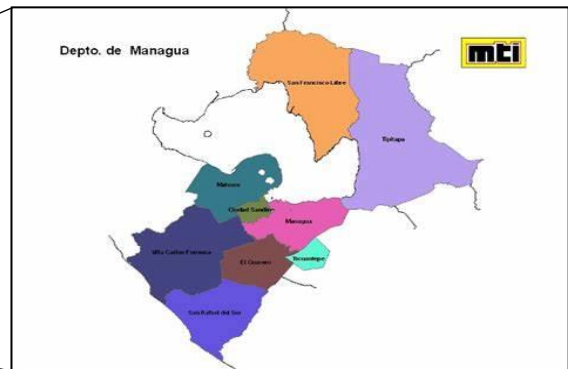 Depto. de Managua
mti
San Francisco Libre
Tipitapa
Mateare
Ciudad Sandino
Managua
Villa Carlos Fonseca
El Crucero
Ticuantepe
San Rafael del Sur